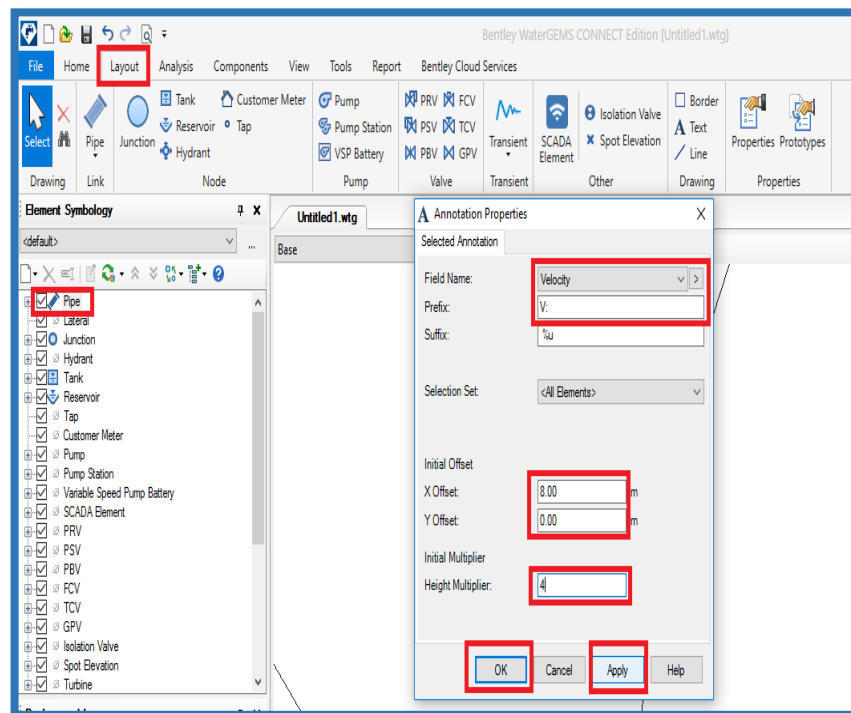 Bentley WaterGEMS CONNECT Edition [Untitled1.wtg]
File Home Layout Analysis Components View Tools Report Bentley Cloud Services
Select
Pipe
Junction
Tank
Reservoir
Hydrant
Customer Meter
Tap
Pump
Pump Station
VSP Battery
PRV FCV
PSV TCV
PBV GPV
Transient
SCADA
Element
Isolation Valve
Spot Elevation
Border
A Text
Line
Properties Prototypes
Drawing Link Node Pump Valve Transient Other Drawing Properties
Element Symbology
<default>
...
Pipe
Lateral
Junction
Hydrant
Tank
Reservoir
Tap
Customer Meter
Pump
Pump Station
Variable Speed Pump Battery
SCADA Element
PRV
PSV
PBV
FCV
TCV
GPV
Isolation Valve
Spot Elevation
Turbine
Untitled1.wtg
Base
A Annotation Properties
Selected Annotation
Field Name: Velocity >
Prefix: V:
Suffix: %u
Selection Set: <All Elements>
Initial Offset
X Offset: 8.00 m
Y Offset: 0.00 m
Initial Multiplier
Height Multiplier: 4
OK Cancel Apply Help